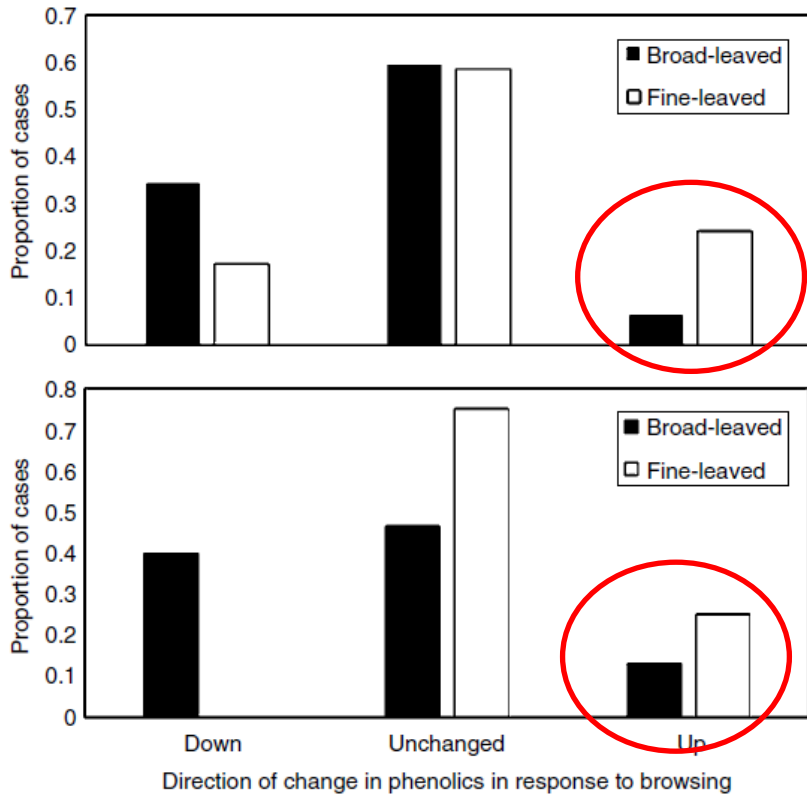 0.7
0.6
0.5
0.4
0.3
0.2
0.1
0
Proportion of cases
Broad-leaved
Fine-leaved
0.8
0.7
0.6
0.5
0.4
0.3
0.2
0.1
0
Proportion of cases
Broad-leaved
Fine-leaved
Down Unchanged Up
Direction of change in phenolics in response to browsing